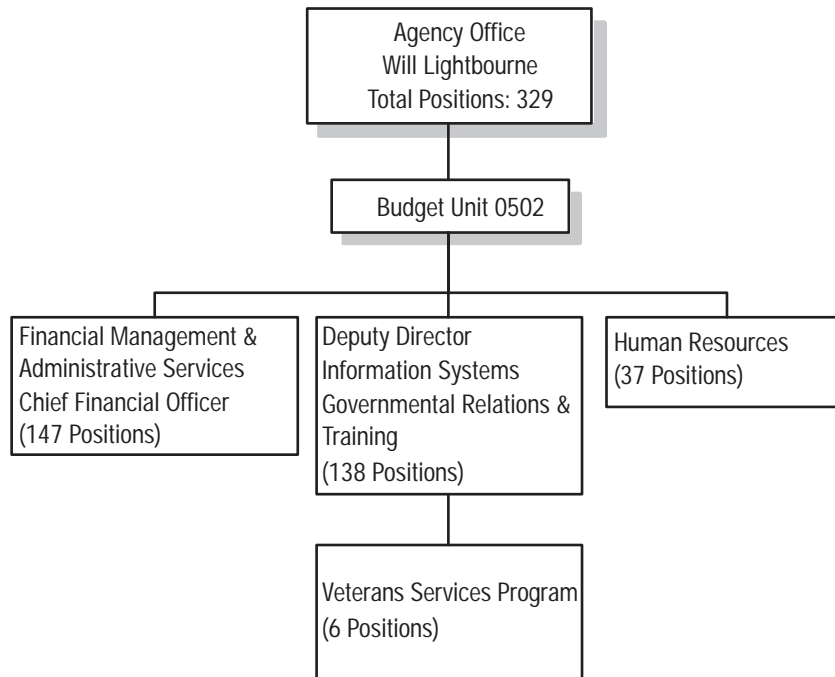 Agency Office
Will Lightbourne
Total Positions: 329
Budget Unit 0502
Financial Management &
Administrative Services
Chief Financial Officer
(147 Positions)
Deputy Director
Information Systems
Governmental Relations &
Training
(138 Positions)
Human Resources
(37 Positions)
Veterans Services Program
(6 Positions)